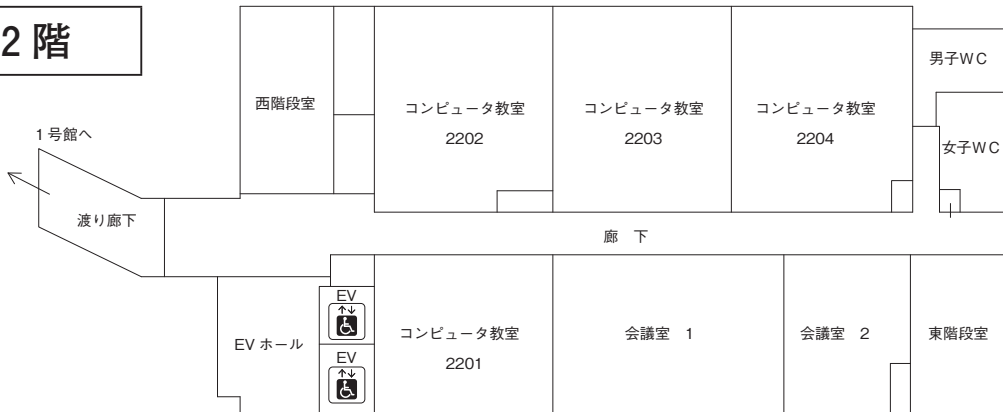 2 階
男子ＷＣ
西階段室
コンピュータ教室
2202
コンピュータ教室
2203
コンピュータ教室
2204
1 号館へ
女子ＷＣ
渡り廊下
廊　下
EV
EV ホール
コンピュータ教室
2201
会議室　1
会議室　2
東階段室
EV